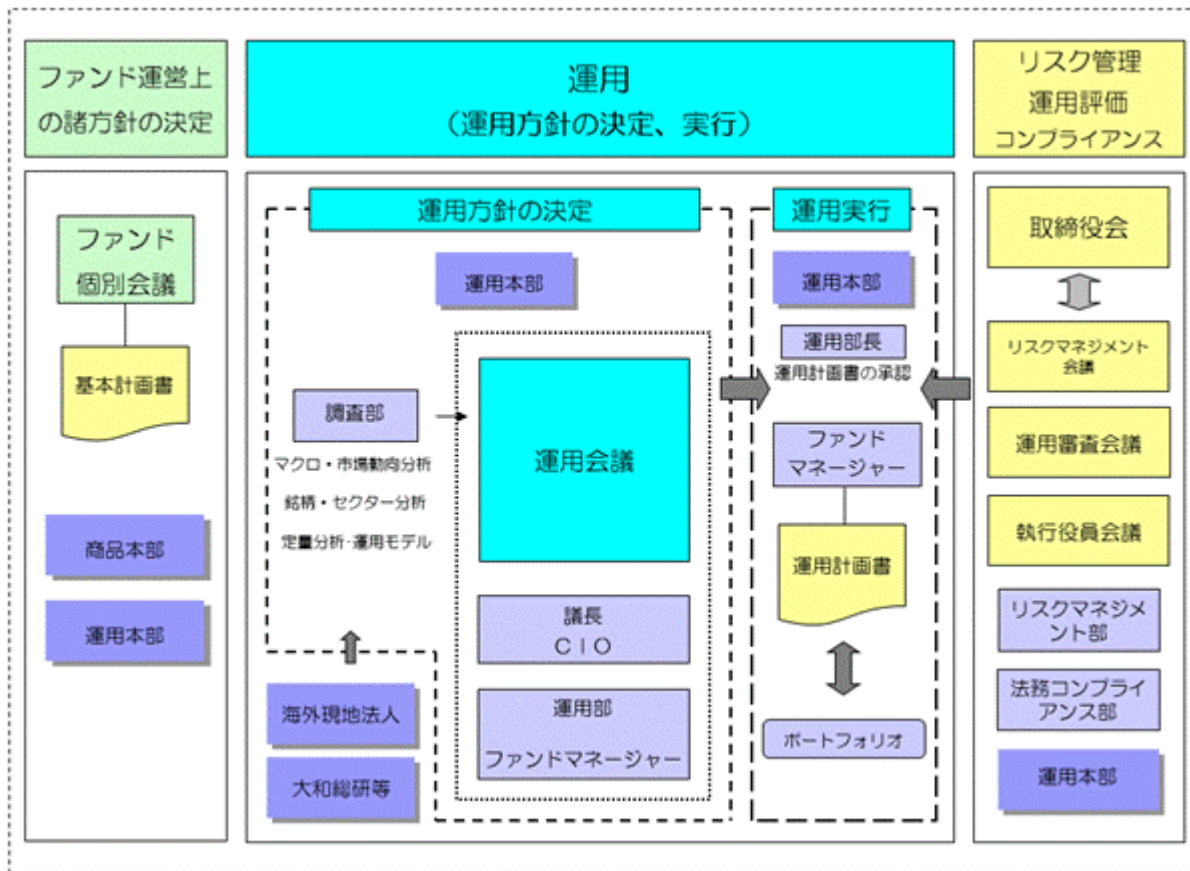 ファンド運営上
の諸方針の決定
運用
（運用方針の決定、実行）
リスク管理
運用評価
コンプライアンス
ファンド
個別会議
基本計画書
商品本部
運用本部
運用方針の決定
運用本部
調査部
マクロ・市場動向分析
銘柄・セクター分析
定量分析・運用モデル
海外現地法人
大和総研等
運用会議
議長
ＣＩＯ
運用部
ファンドマネージャー
運用実行
運用本部
運用部長
運用計画書の承認
ファンド
マネージャー
運用計画書
ポートフォリオ
取締役会
リスクマネジメント
会議
運用審査会議
執行役員会議
リスクマネジメ
ント部
法務コンプライ
アンス部
運用本部